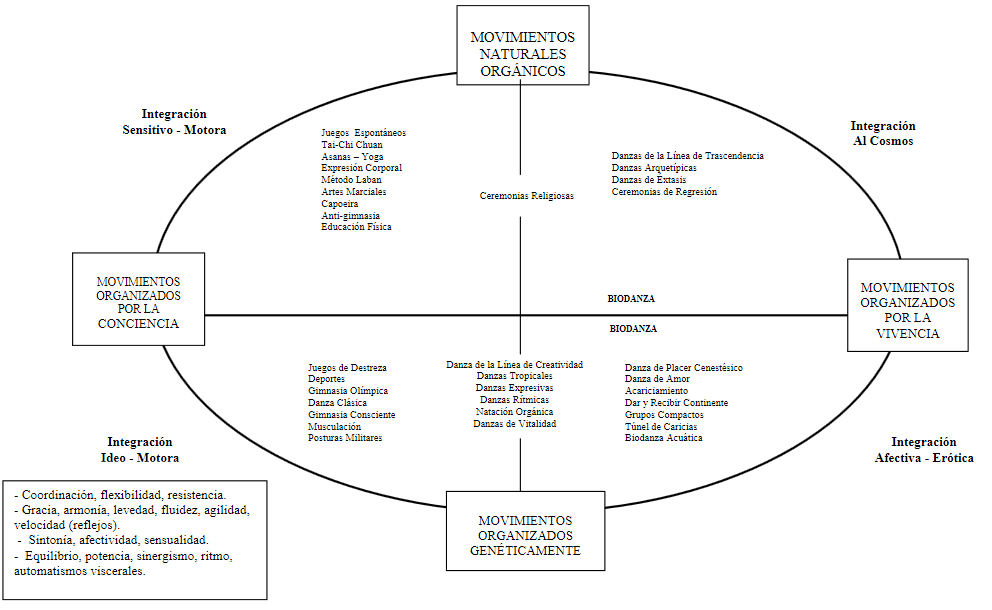 MOVIMIENTOS
NATURALES
ORGÁNICOS
Integración
Sensitivo - Motora
Integración
Al Cosmos
Juegos Espontáneos
Tai-Chi Chuan
Asanas – Yoga
Expresión Corporal
Método Laban
Artes Marciales
Capoeira
Anti-gimnasia
Educación Física
Ceremonias Religiosas
Danzas de la Línea de Trascendencia
Danzas Arquetípicas
Danzas de Éxtasis
Ceremonias de Regresión
MOVIMIENTOS
ORGANIZADOS
POR LA
CONCIENCIA
BIODANZA
BIODANZA
MOVIMIENTOS
ORGANIZADOS
POR LA
VIVENCIA
Juegos de Destreza
Deportes
Gimnasia Olímpica
Danza Clásica
Gimnasia Consciente
Musculación
Posturas Militares
Danza de la Línea de Creatividad
Danzas Tropicales
Danzas Expresivas
Danzas Rítmicas
Natación Orgánica
Danzas de Vitalidad
Danza de Placer Cenestésico
Danza de Amor
Acariciamiento
Dar y Recibir Continente
Grupos Compactos
Túnel de Caricias
Biodanza Acuática
Integración
Ideo - Motora
Integración
Afectiva - Erótica
- Coordinación, flexibilidad, resistencia.
- Gracia, armonía, levedad, fluidez, agilidad,
velocidad (reflejos).
- Sintonía, afectividad, sensualidad.
- Equilibrio, potencia, sinergismo, ritmo,
automatismos viscerales.
MOVIMIENTOS
ORGANIZADOS
GENÉTICAMENTE